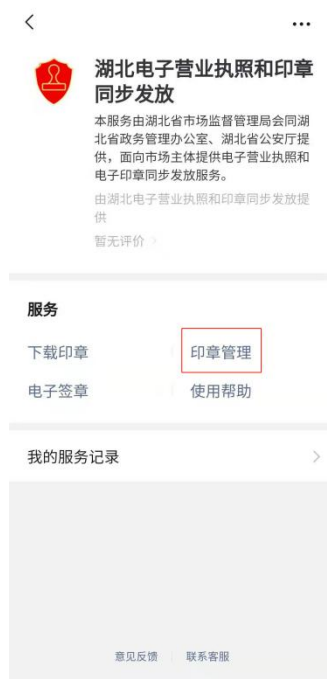 湖北电子营业执照和印章
同步发放
本服务由湖北省市场监督管理局会同湖
北省政务管理办公室、湖北省公安厅提
供，面向市场主体提供电子营业执照和
电子印章同步发放服务。
由湖北电子营业执照和印章同步发放提
供
暂无评价
服务
下载印章 印章管理
电子签章 使用帮助
我的服务记录
意见反馈 联系客服